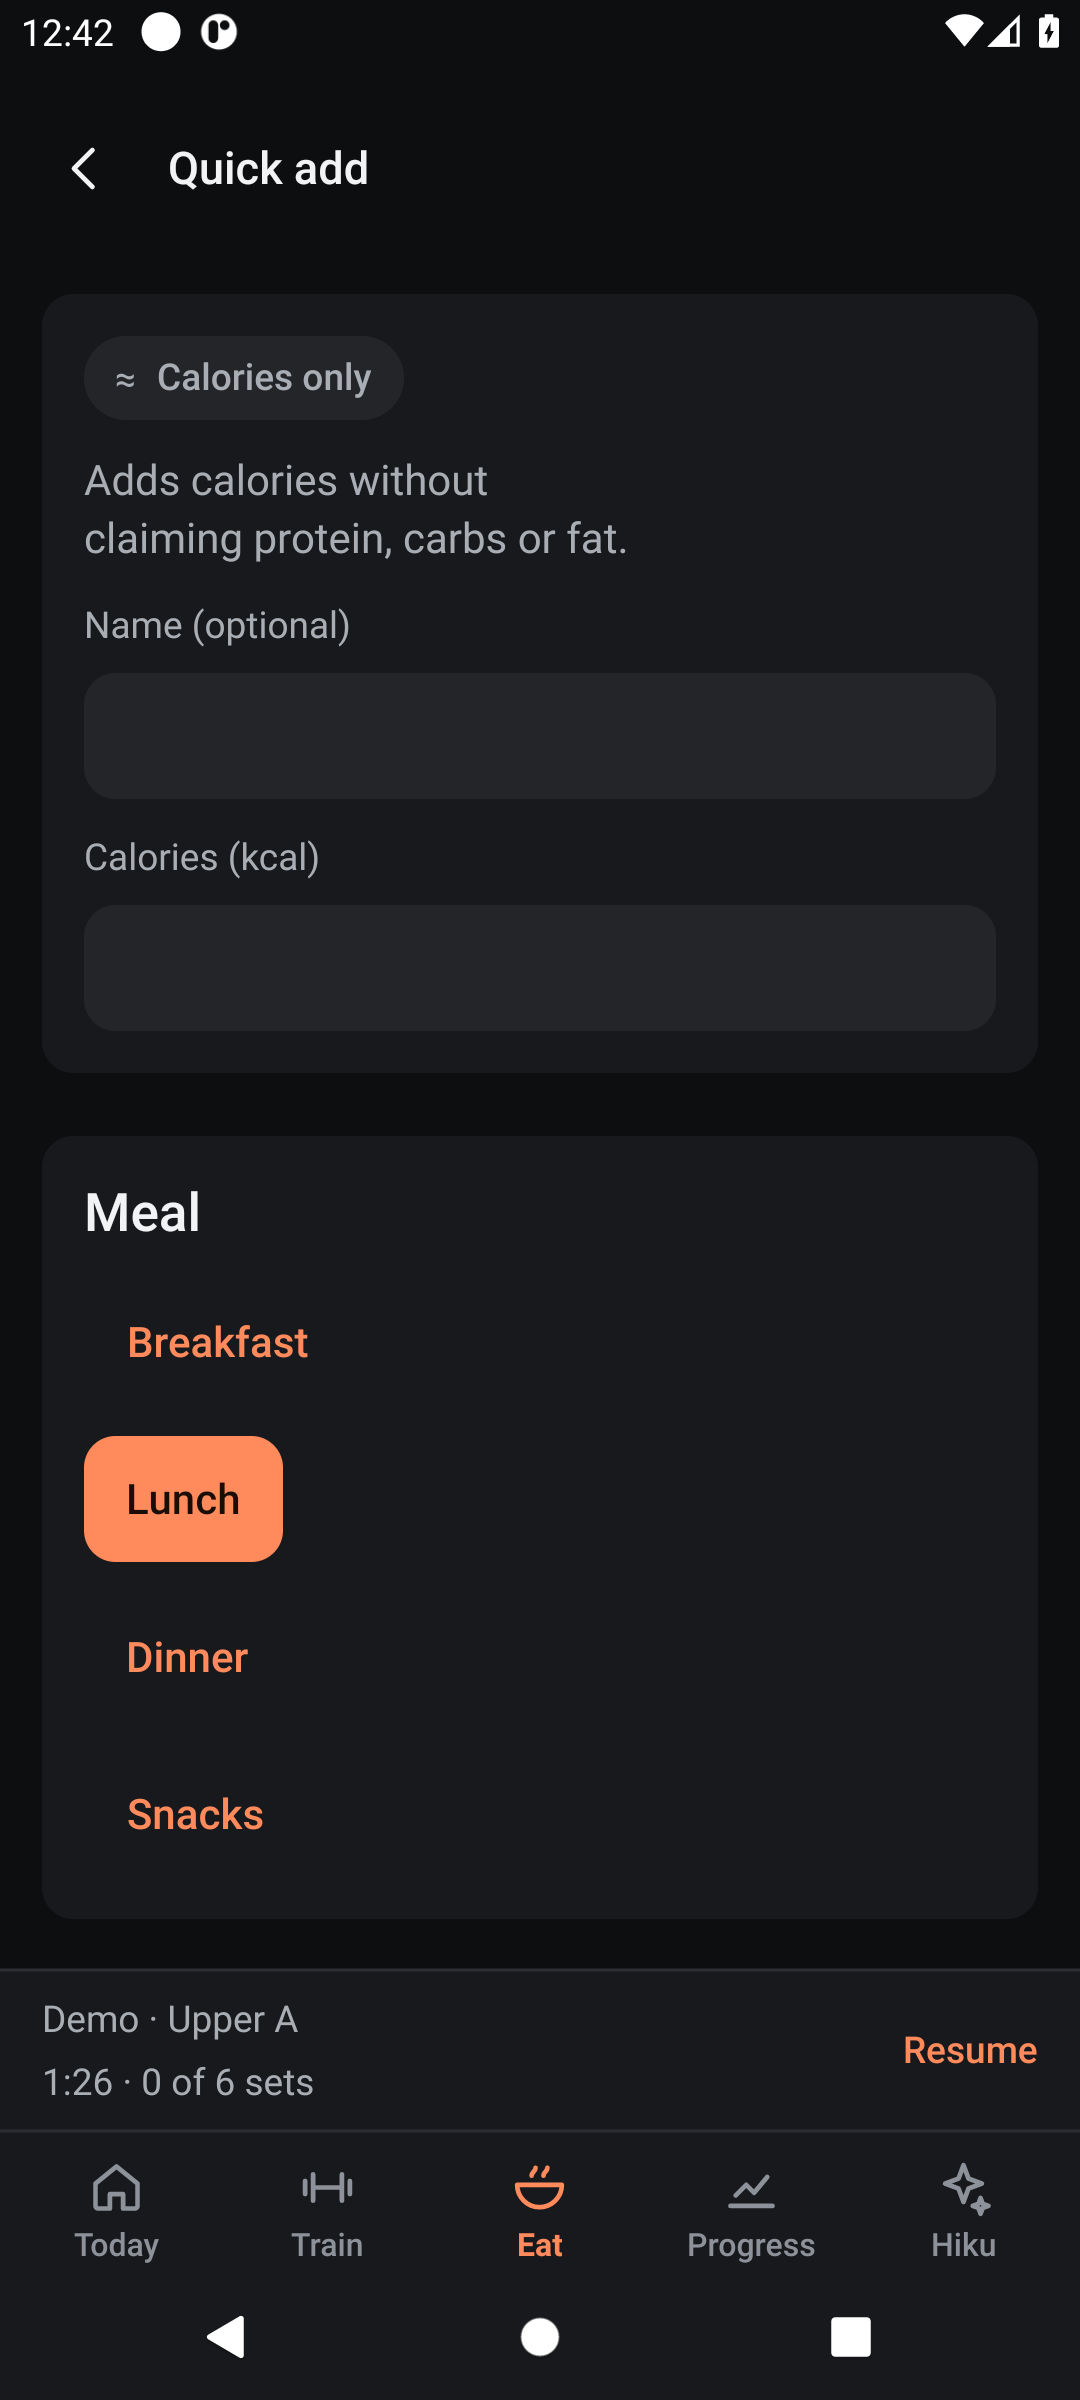 12:42
Quick add
≈ Calories only
Adds calories without
claiming protein, carbs or fat.
Name (optional)
Calories (kcal)
Meal
Breakfast
Lunch
Dinner
Snacks
Demo · Upper A
Resume
1:26 · 0 of 6 sets
Today
Train
Eat
Progress
Hiku